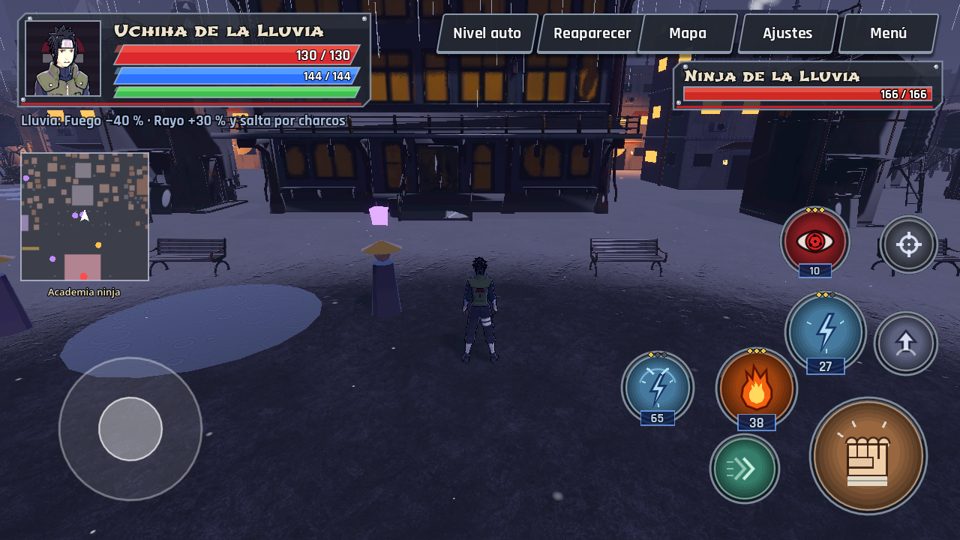 Uchiha de la Lluvia
130 / 130
144 / 144
Lluvia: Fuego −40 % · Rayo +30 % y salta por charcos
Academia ninja
Nivel auto
Reaparecer
Mapa
Ajustes
Menú
Ninja de la Lluvia
166 / 166
10
27
65
38